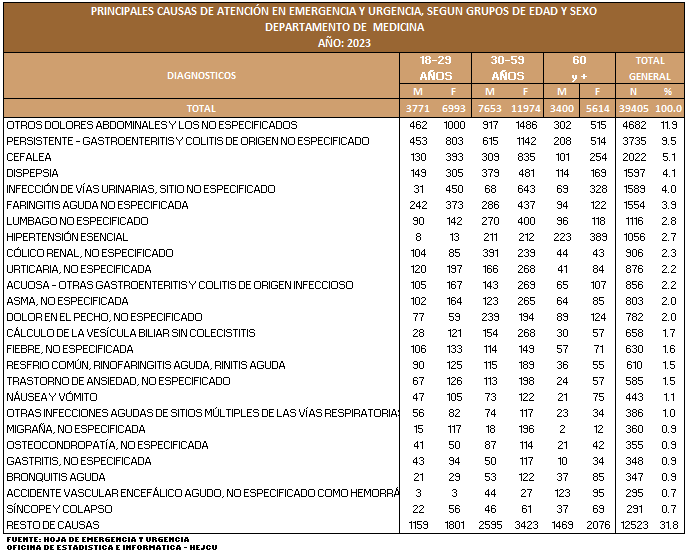 PRINCIPALES CAUSAS DE ATENCIÓN EN EMERGENCIA Y URGENCIA, SEGUN GRUPOS DE EDAD Y SEXO
DEPARTAMENTO DE MEDICINA
AÑO: 2023
DIAGNOSTICOS 18-29 AÑOS 30-59 AÑOS 60 y + TOTAL GENERAL
M F M F M F N %
TOTAL 3771 6993 7653 11974 3400 5614 39405 100.0
OTROS DOLORES ABDOMINALES Y LOS NO ESPECIFICADOS 462 1000 917 1486 302 515 4682 11.9
PERSISTENTE - GASTROENTERITIS Y COLITIS DE ORIGEN NO ESPECIFICADO 453 803 615 1142 208 514 3735 9.5
CEFALEA 130 393 309 835 101 254 2022 5.1
DISPEPSIA 149 305 379 481 114 169 1597 4.1
INFECCIÓN DE VÍAS URINARIAS, SITIO NO ESPECIFICADO 31 450 68 643 69 328 1589 4.0
FARINGITIS AGUDA NO ESPECIFICADA 242 373 286 437 94 122 1554 3.9
LUMBAGO NO ESPECIFICADO 90 142 270 400 96 118 1116 2.8
HIPERTENSIÓN ESENCIAL 8 13 211 212 223 389 1056 2.7
CÓLICO RENAL, NO ESPECIFICADO 104 85 391 239 44 43 906 2.3
URTICARIA, NO ESPECIFICADA 120 197 166 268 41 84 876 2.2
ACUOSA - OTRAS GASTROENTERITIS Y COLITIS DE ORIGEN INFECCIOSO 105 167 143 269 65 107 856 2.2
ASMA, NO ESPECIFICADA 102 164 123 265 64 85 803 2.0
DOLOR EN EL PECHO, NO ESPECIFICADO 77 59 239 194 89 124 782 2.0
CÁLCULO DE LA VESÍCULA BILIAR SIN COLECISTITIS 28 121 154 268 30 57 658 1.7
FIEBRE, NO ESPECIFICADA 106 133 114 149 57 71 630 1.6
RESFRIO COMÚN, RINOFARINGITIS AGUDA, RINITIS AGUDA 90 125 115 189 36 55 610 1.5
TRASTORNO DE ANSIEDAD, NO ESPECIFICADO 67 126 113 198 24 57 585 1.5
NÁUSEA Y VÓMITO 47 105 73 122 21 75 443 1.1
OTRAS INFECCIONES AGUDAS DE SITIOS MÚLTIPLES DE LAS VÍAS RESPIRATORIAS 56 82 74 117 23 34 386 1.0
MIGRAÑA, NO ESPECIFICADA 15 117 18 196 2 12 360 0.9
OSTEOCONDROPATÍA, NO ESPECIFICADA 41 50 87 114 21 42 355 0.9
GASTRITIS, NO ESPECIFICADA 43 94 50 117 10 34 348 0.9
BRONQUITIS AGUDA 21 29 53 122 37 85 347 0.9
ACCIDENTE VASCULAR ENCEFÁLICO AGUDO, NO ESPECIFICADO COMO HEMORRÁ 3 3 44 27 123 95 295 0.7
SÍNCOPE Y COLAPSO 22 56 46 61 37 69 291 0.7
RESTO DE CAUSAS 1159 1801 2595 3423 1469 2076 12523 31.8
FUENTE: HOJA DE EMERGENCIA Y URGENCIA
OFICINA DE ESTADISTICA E INFORMATICA - HEJCU